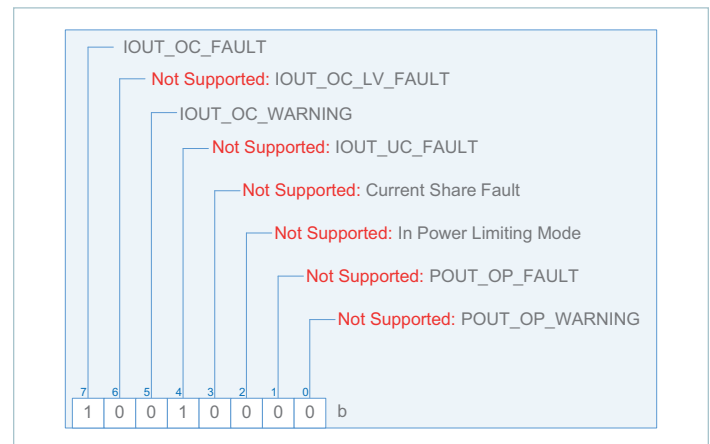 IOUT_OC_FAULT
Not Supported: IOUT_OC_LV_FAULT
IOUT_OC_WARNING
Not Supported: IOUT_UC_FAULT
Not Supported: Current Share Fault
Not Supported: In Power Limiting Mode
Not Supported: POUT_OP_FAULT
Not Supported: POUT_OP_WARNING
7 6 5 4 3 2 1 0
1 0 0 1 0 0 0 0 b